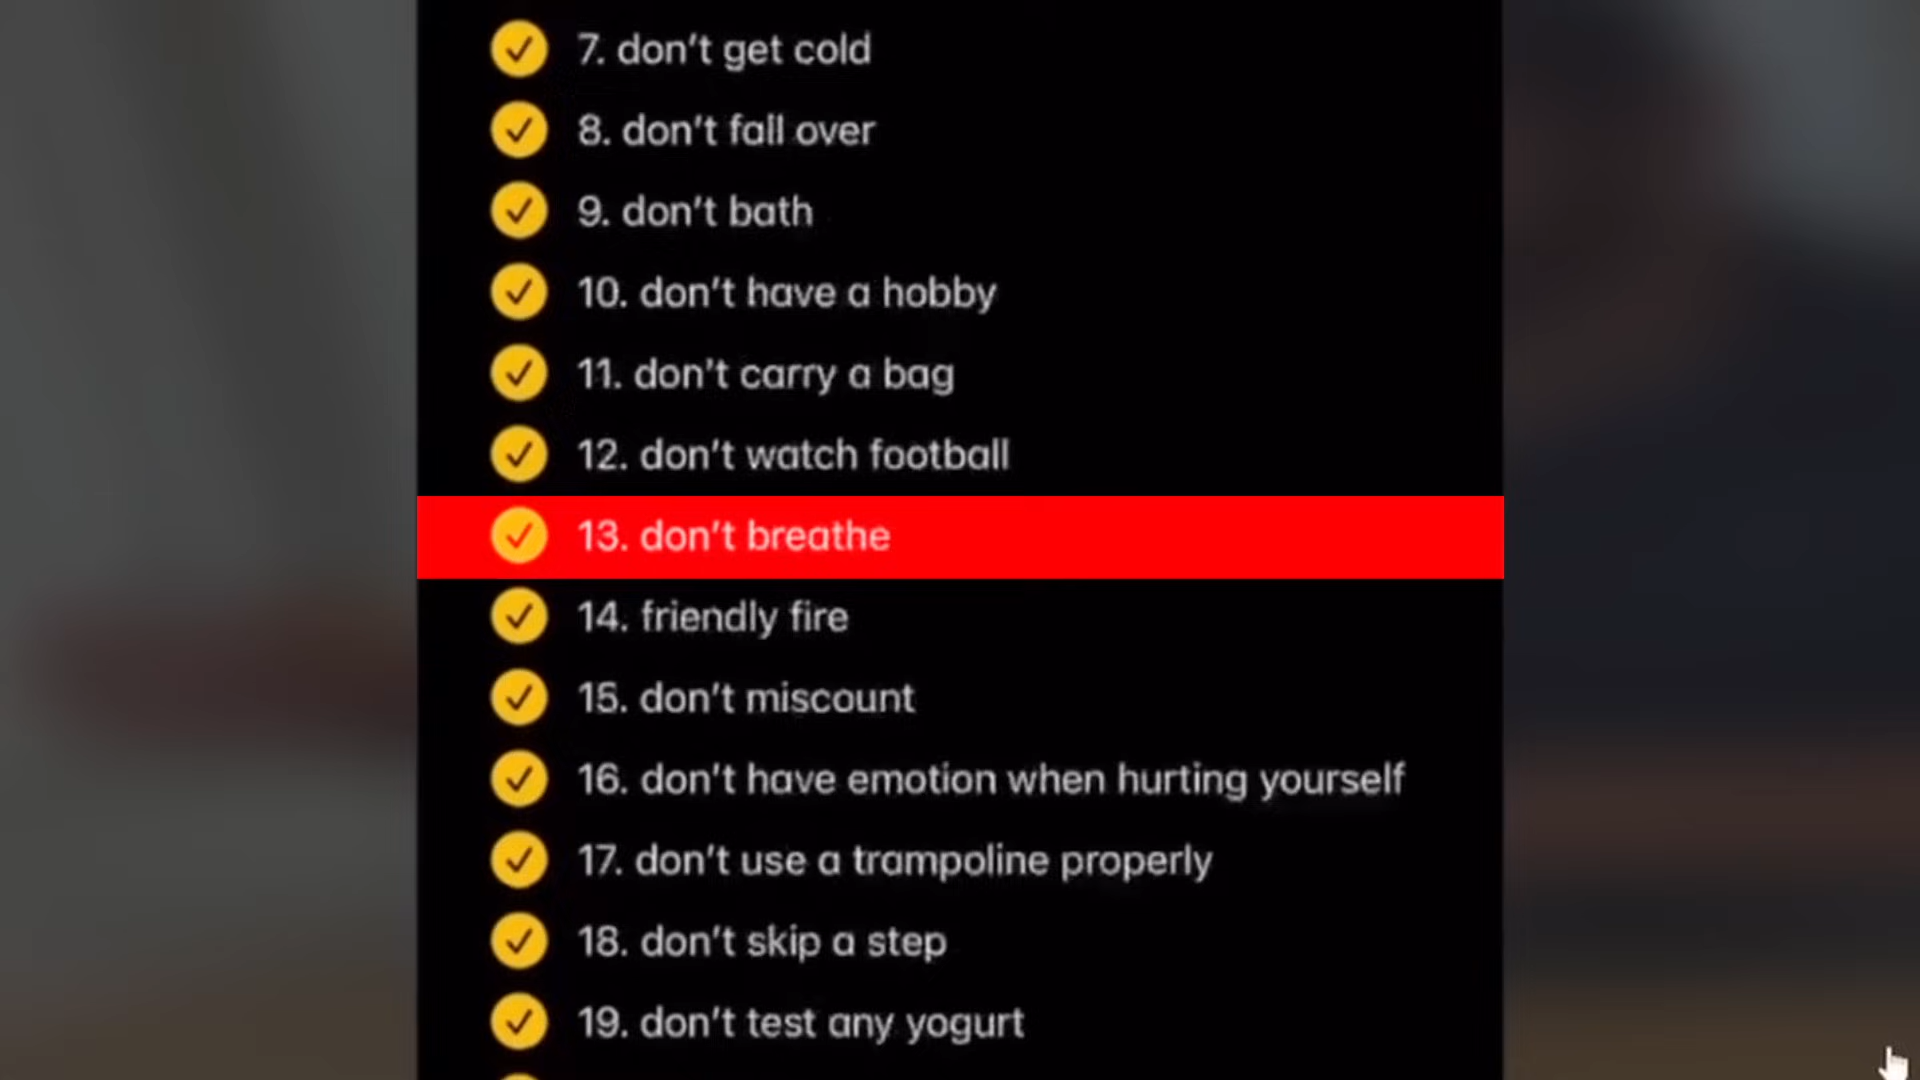 7. don't get cold
8. don't fall over
9. don't bath
10. don't have a hobby
11. don't carry a bag
12. don't watch football
13. don't breathe
14. friendly fire
15. don't miscount
16. don't have emotion when hurting yourself
17. don't use a trampoline properly
18. don't skip a step
19. don't test any yogurt